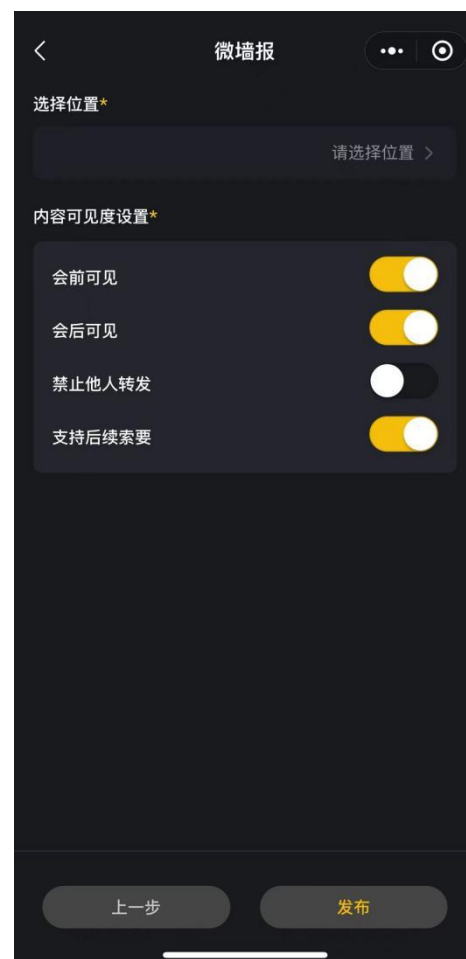 微墙报
选择位置*
请选择位置 >
内容可见度设置*
会前可见
会后可见
禁止他人转发
支持后续索要
上一步
发布